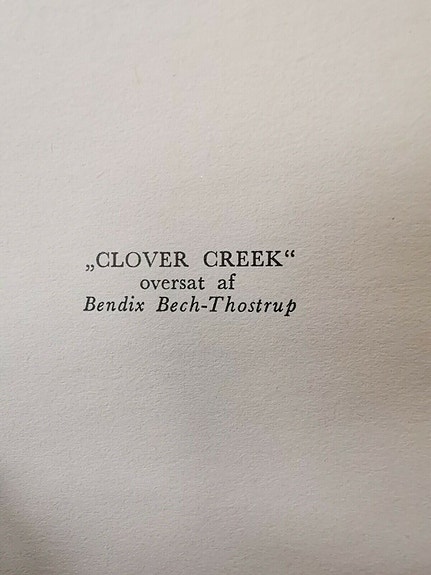 „CLOVER CREEK“
oversat af
Bendix Bech-Thostrup